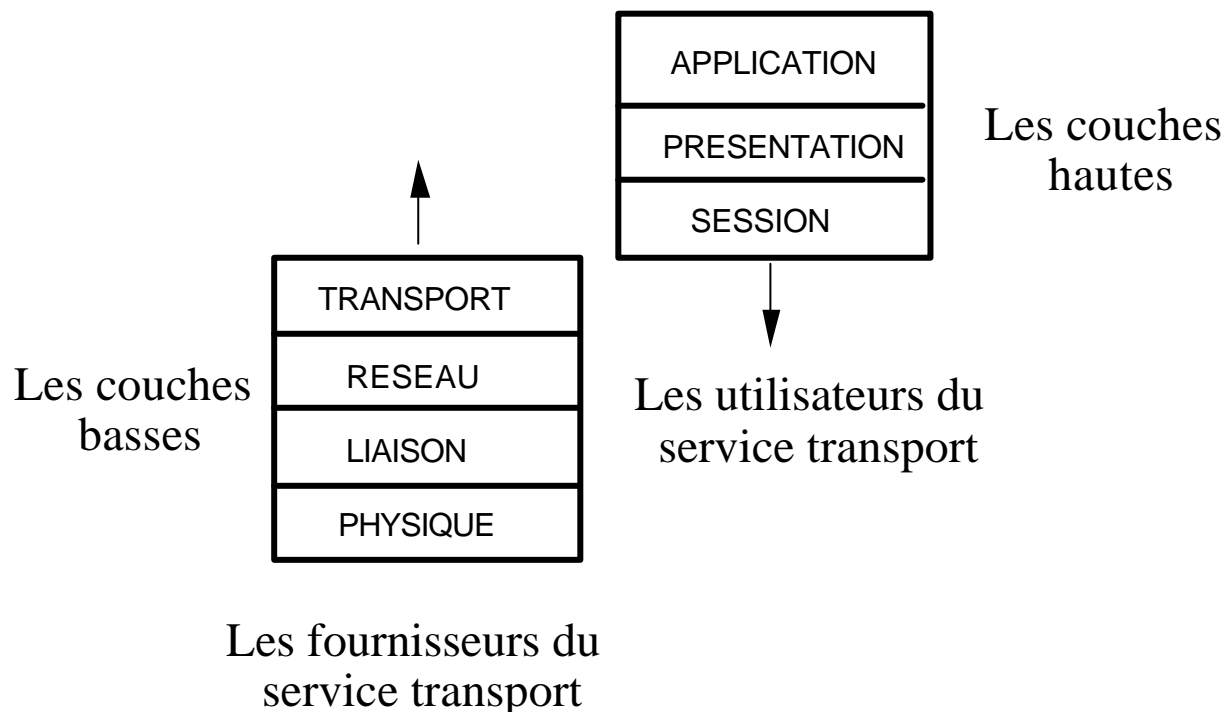 APPLICATION
PRESENTATION
SESSION
Les couches
hautes
TRANSPORT
RESEAU
LIAISON
PHYSIQUE
Les couches
basses
Les utilisateurs du
service transport
Les fournisseurs du
service transport